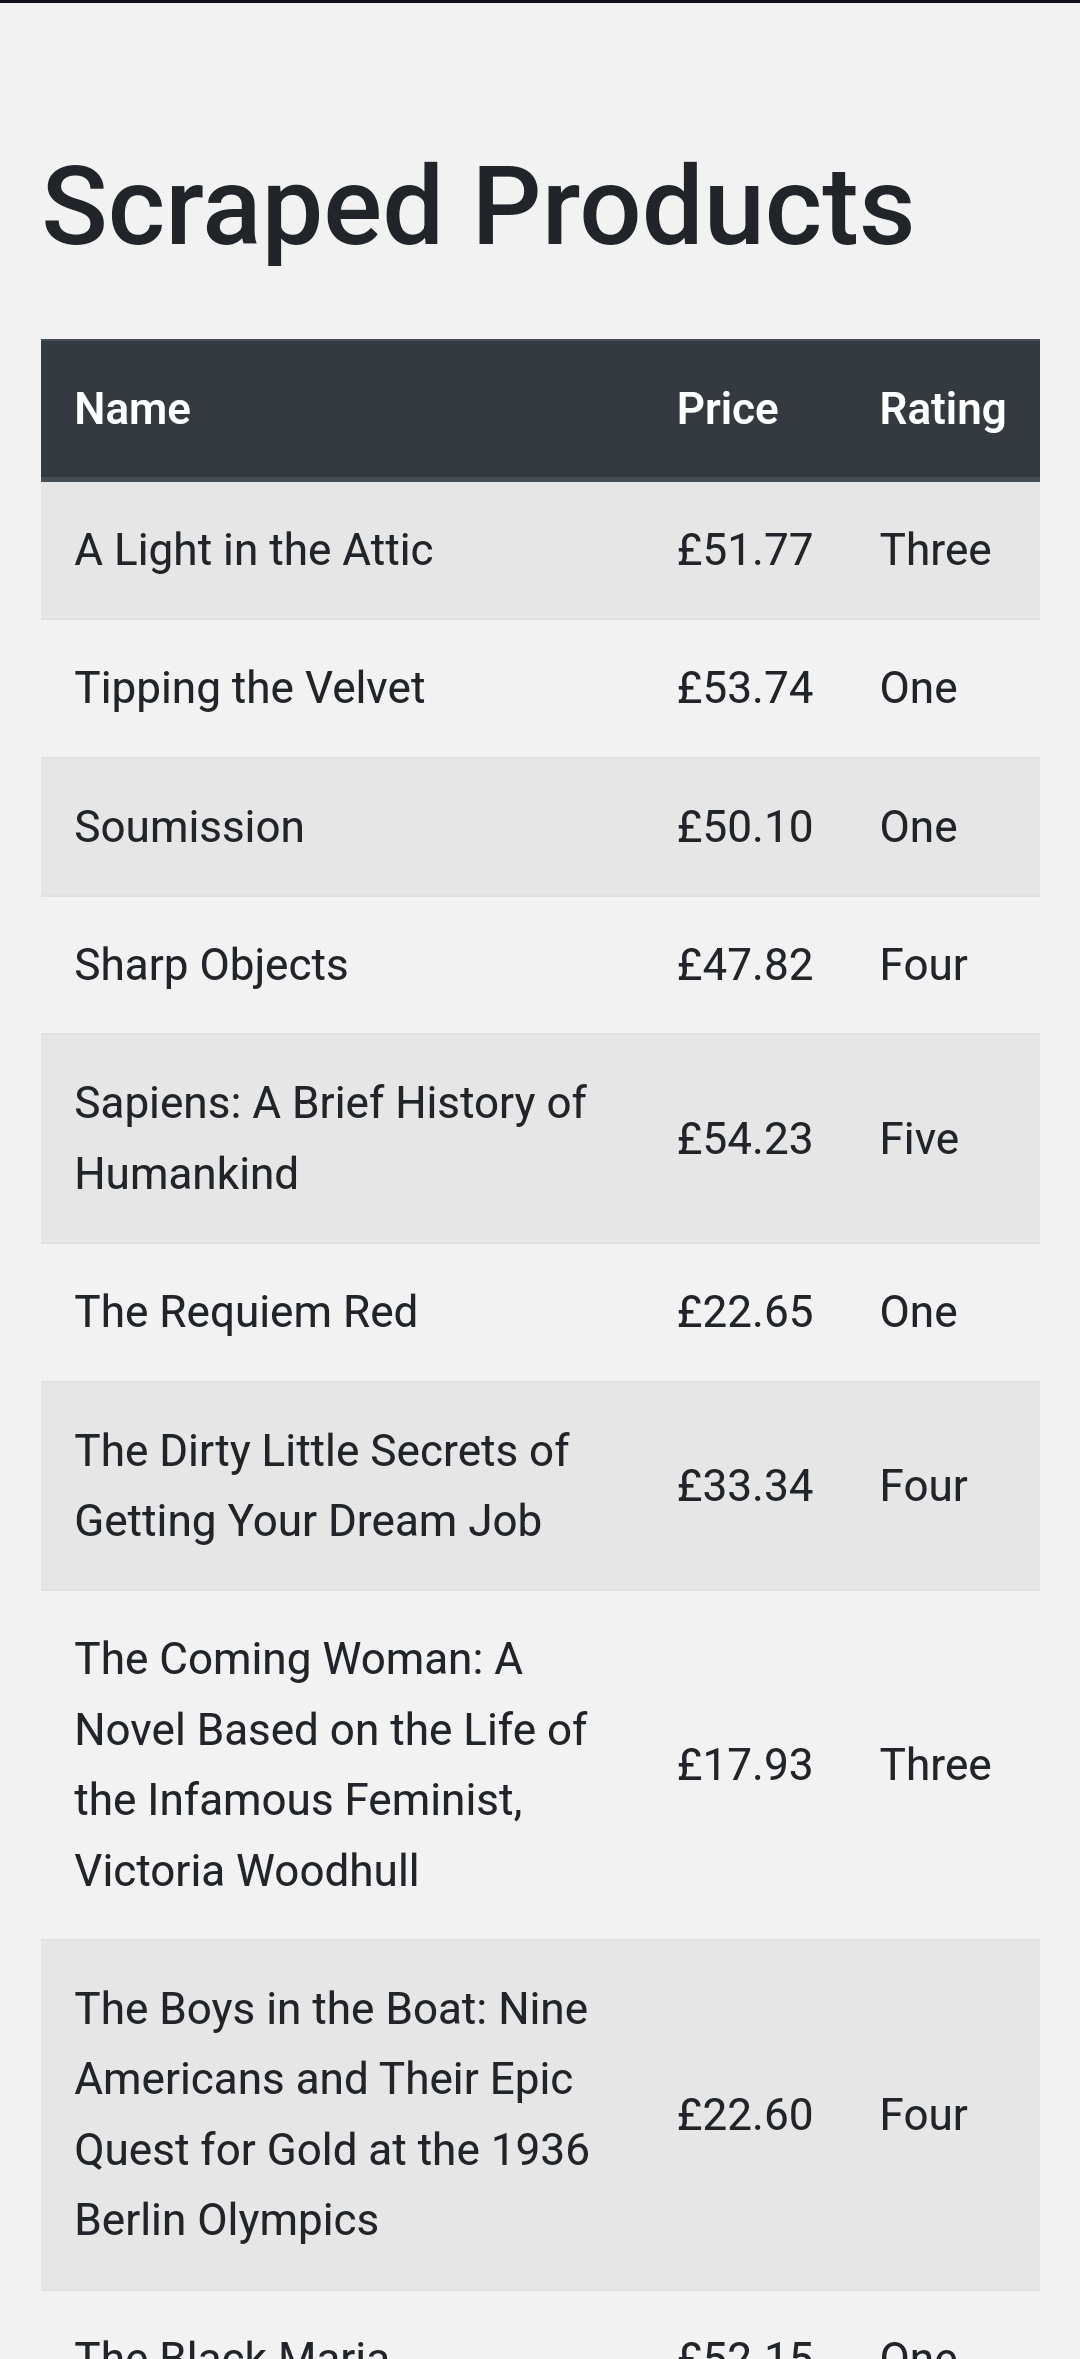 Scraped Products
Name Price Rating
A Light in the Attic £51.77 Three
Tipping the Velvet £53.74 One
Soumission £50.10 One
Sharp Objects £47.82 Four
Sapiens: A Brief History of
Humankind £54.23 Five
The Requiem Red £22.65 One
The Dirty Little Secrets of
Getting Your Dream Job £33.34 Four
The Coming Woman: A
Novel Based on the Life of
the Infamous Feminist,
Victoria Woodhull £17.93 Three
The Boys in the Boat: Nine
Americans and Their Epic
Quest for Gold at the 1936
Berlin Olympics £22.60 Four
The Black Maria £52.15 One